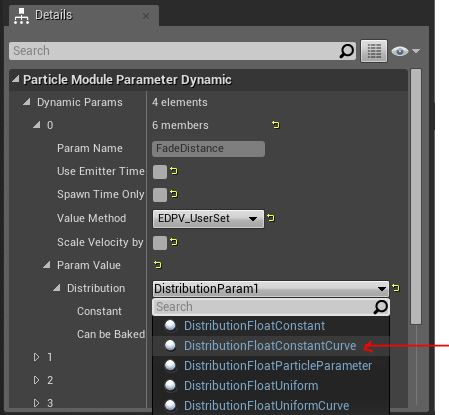 Details
Search
Particle Module Parameter Dynamic
Dynamic Params 4 elements
0 6 members
Param Name FadeDistance
Use Emitter Time
Spawn Time Only
Value Method EDPV_UserSet
Scale Velocity by
Param Value
Distribution DistributionParam1
Search
Constant DistributionFloatConstant
DistributionFloatConstantCurve
Can be Baked
DistributionFloatParticleParameter
1
2 DistributionFloatUniform
3 DistributionFloatUniformCurve